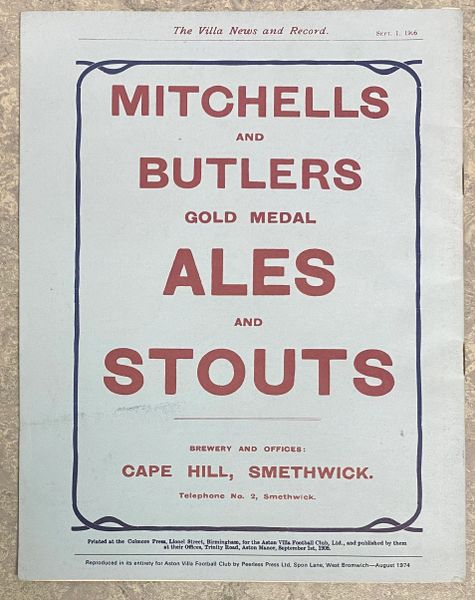 The Villa News and Record. Sept. 1, 1906
MITCHELLS
AND
BUTLERS
GOLD MEDAL
ALES
AND
STOUTS
BREWERY AND OFFICES:
CAPE HILL, SMETHWICK.
Telephone No. 2, Smethwick.
Printed at the Colmore Press, Lionel Street, Birmingham, for the Aston Villa Football Club, Ltd., and published by them
at their Offices, Trinity Road, Aston Manor, September 1st, 1906.
Reproduced in its entirety for Aston Villa Football Club by Peerless Press Ltd, Spon Lane, West Bromwich—August 1974